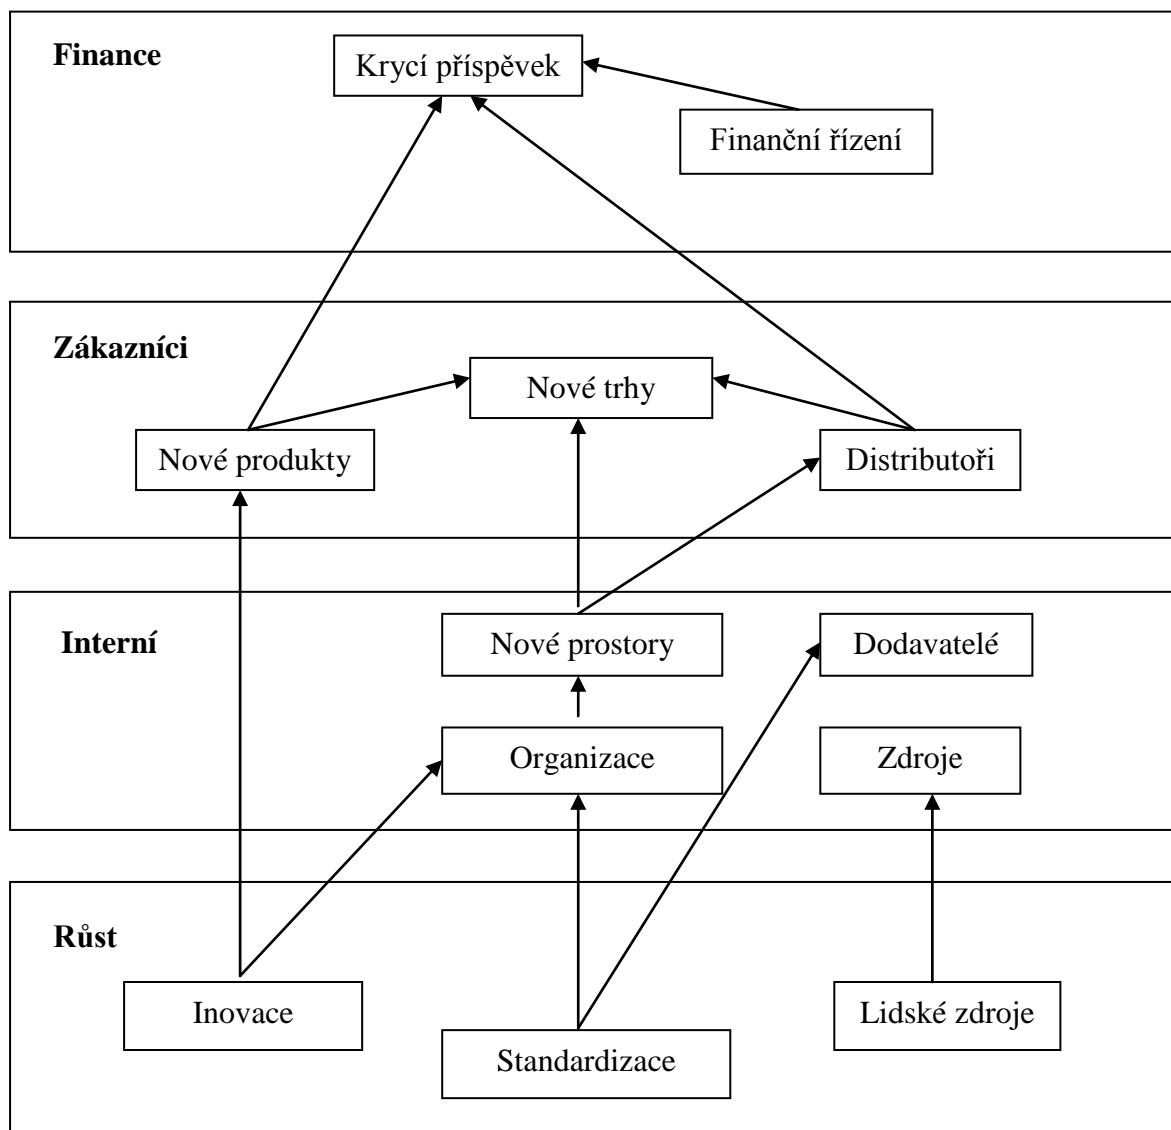 Finance
Krycí příspěvek
Finanční řízení
Zákazníci
Nové trhy
Nové produkty
Distributoři
Interní
Nové prostory
Dodavatelé
Organizace
Zdroje
Růst
Inovace
Lidské zdroje
Standardizace